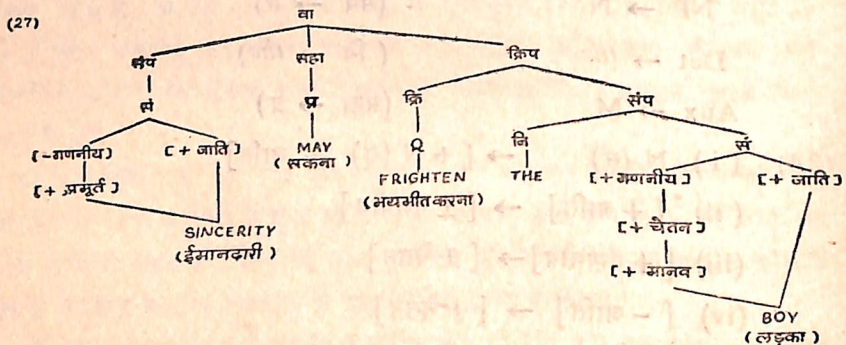 (27)
वा
संप सहा क्रिप
सं प्र क्रि संप
[-गणनीय] [+ जाति] MAY Q नि सं
(सकना)
[+ अमूर्त] FRIGHTEN THE [+गणनीय] [+ जाति]
(भयभीत करना)
SINCERITY [+ चेतन]
(ईमानदारी) [+ मानव]
BOY
(लड़का)